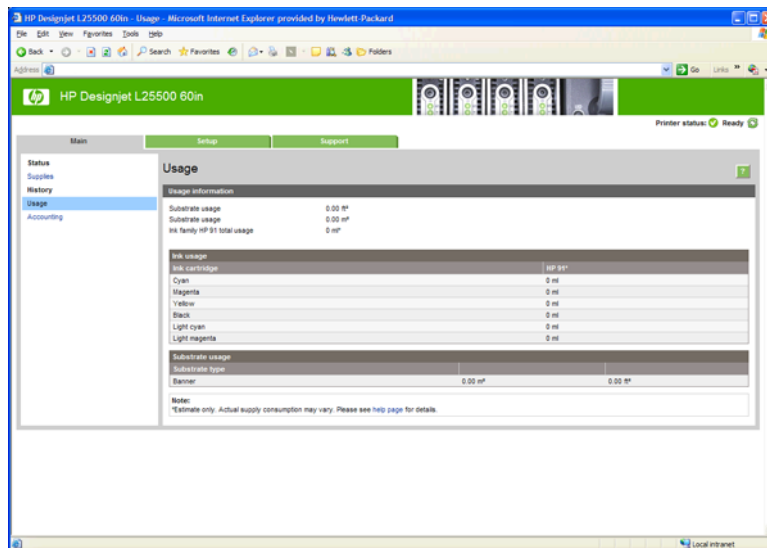 HP Designjet L25500 60in - Usage - Microsoft Internet Explorer provided by Hewlett-Packard
File Edit View Favorites Tools Help
Back Search Favorites Folders
Address Go Links »
hp HP Designjet L25500 60in
Printer status: Ready
Main Setup Support
Status
Supplies
History
Usage
Accounting
Usage
?
Usage information
Substrate usage 0.00 ft²
Substrate usage 0.00 m²
Ink family HP 91 total usage 0 ml*
Ink usage
Ink cartridge HP 91*
Cyan 0 ml
Magenta 0 ml
Yellow 0 ml
Black 0 ml
Light cyan 0 ml
Light magenta 0 ml
Substrate usage
Substrate type
Banner 0.00 m² 0.00 ft²
Note:
*Estimate only. Actual supply consumption may vary. Please see help page for details.
Local intranet